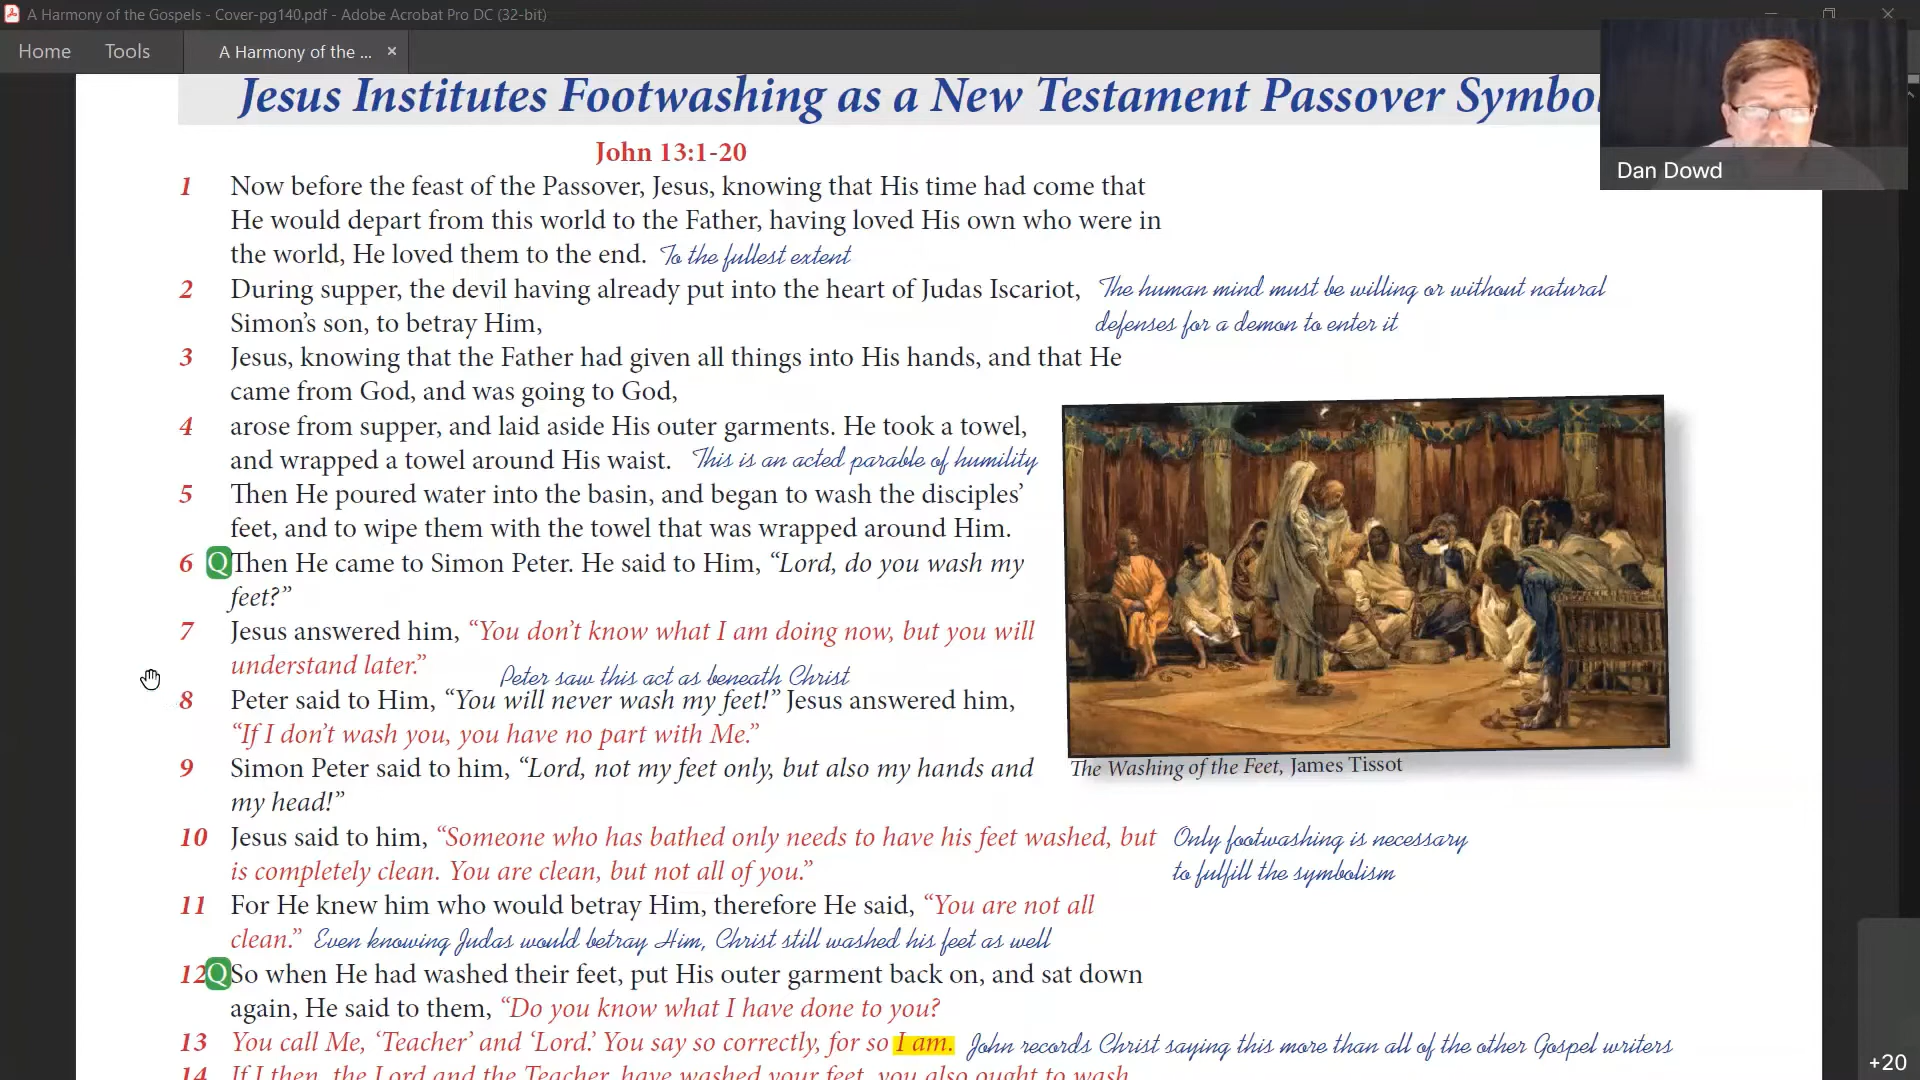 A Harmony of the Gospels - Cover-pg140.pdf - Adobe Acrobat Pro DC (32-bit)
Home Tools A Harmony of the ... ×
Jesus Institutes Footwashing as a New Testament Passover Symbo
Dan Dowd
John 13:1-20
1 Now before the feast of the Passover, Jesus, knowing that His time had come that
He would depart from this world to the Father, having loved His own who were in
the world, He loved them to the end. To the fullest extent
2 During supper, the devil having already put into the heart of Judas Iscariot, The human mind must be willing or without natural
Simon’s son, to betray Him, defenses for a demon to enter it
3 Jesus, knowing that the Father had given all things into His hands, and that He
came from God, and was going to God,
4 arose from supper, and laid aside His outer garments. He took a towel,
and wrapped a towel around His waist. This is an acted parable of humility
5 Then He poured water into the basin, and began to wash the disciples’
feet, and to wipe them with the towel that was wrapped around Him.
6 Q Then He came to Simon Peter. He said to Him, “Lord, do you wash my
feet?”
7 Jesus answered him, “You don’t know what I am doing now, but you will
understand later.” Peter saw this act as beneath Christ
8 Peter said to Him, “You will never wash my feet!” Jesus answered him,
“If I don’t wash you, you have no part with Me.”
9 Simon Peter said to him, “Lord, not my feet only, but also my hands and
my head!”
The Washing of the Feet, James Tissot
10 Jesus said to him, “Someone who has bathed only needs to have his feet washed, but Only footwashing is necessary
is completely clean. You are clean, but not all of you.” to fulfill the symbolism
11 For He knew him who would betray Him, therefore He said, “You are not all
clean.” Even knowing Judas would betray Him, Christ still washed his feet as well
12 Q So when He had washed their feet, put His outer garment back on, and sat down
again, He said to them, “Do you know what I have done to you?
13 You call Me, ‘Teacher’ and ‘Lord.’ You say so correctly, for so I am. John records Christ saying this more than all of the other Gospel writers
14 If I then, the Lord and the Teacher, have washed your feet, you also ought to wash
+20